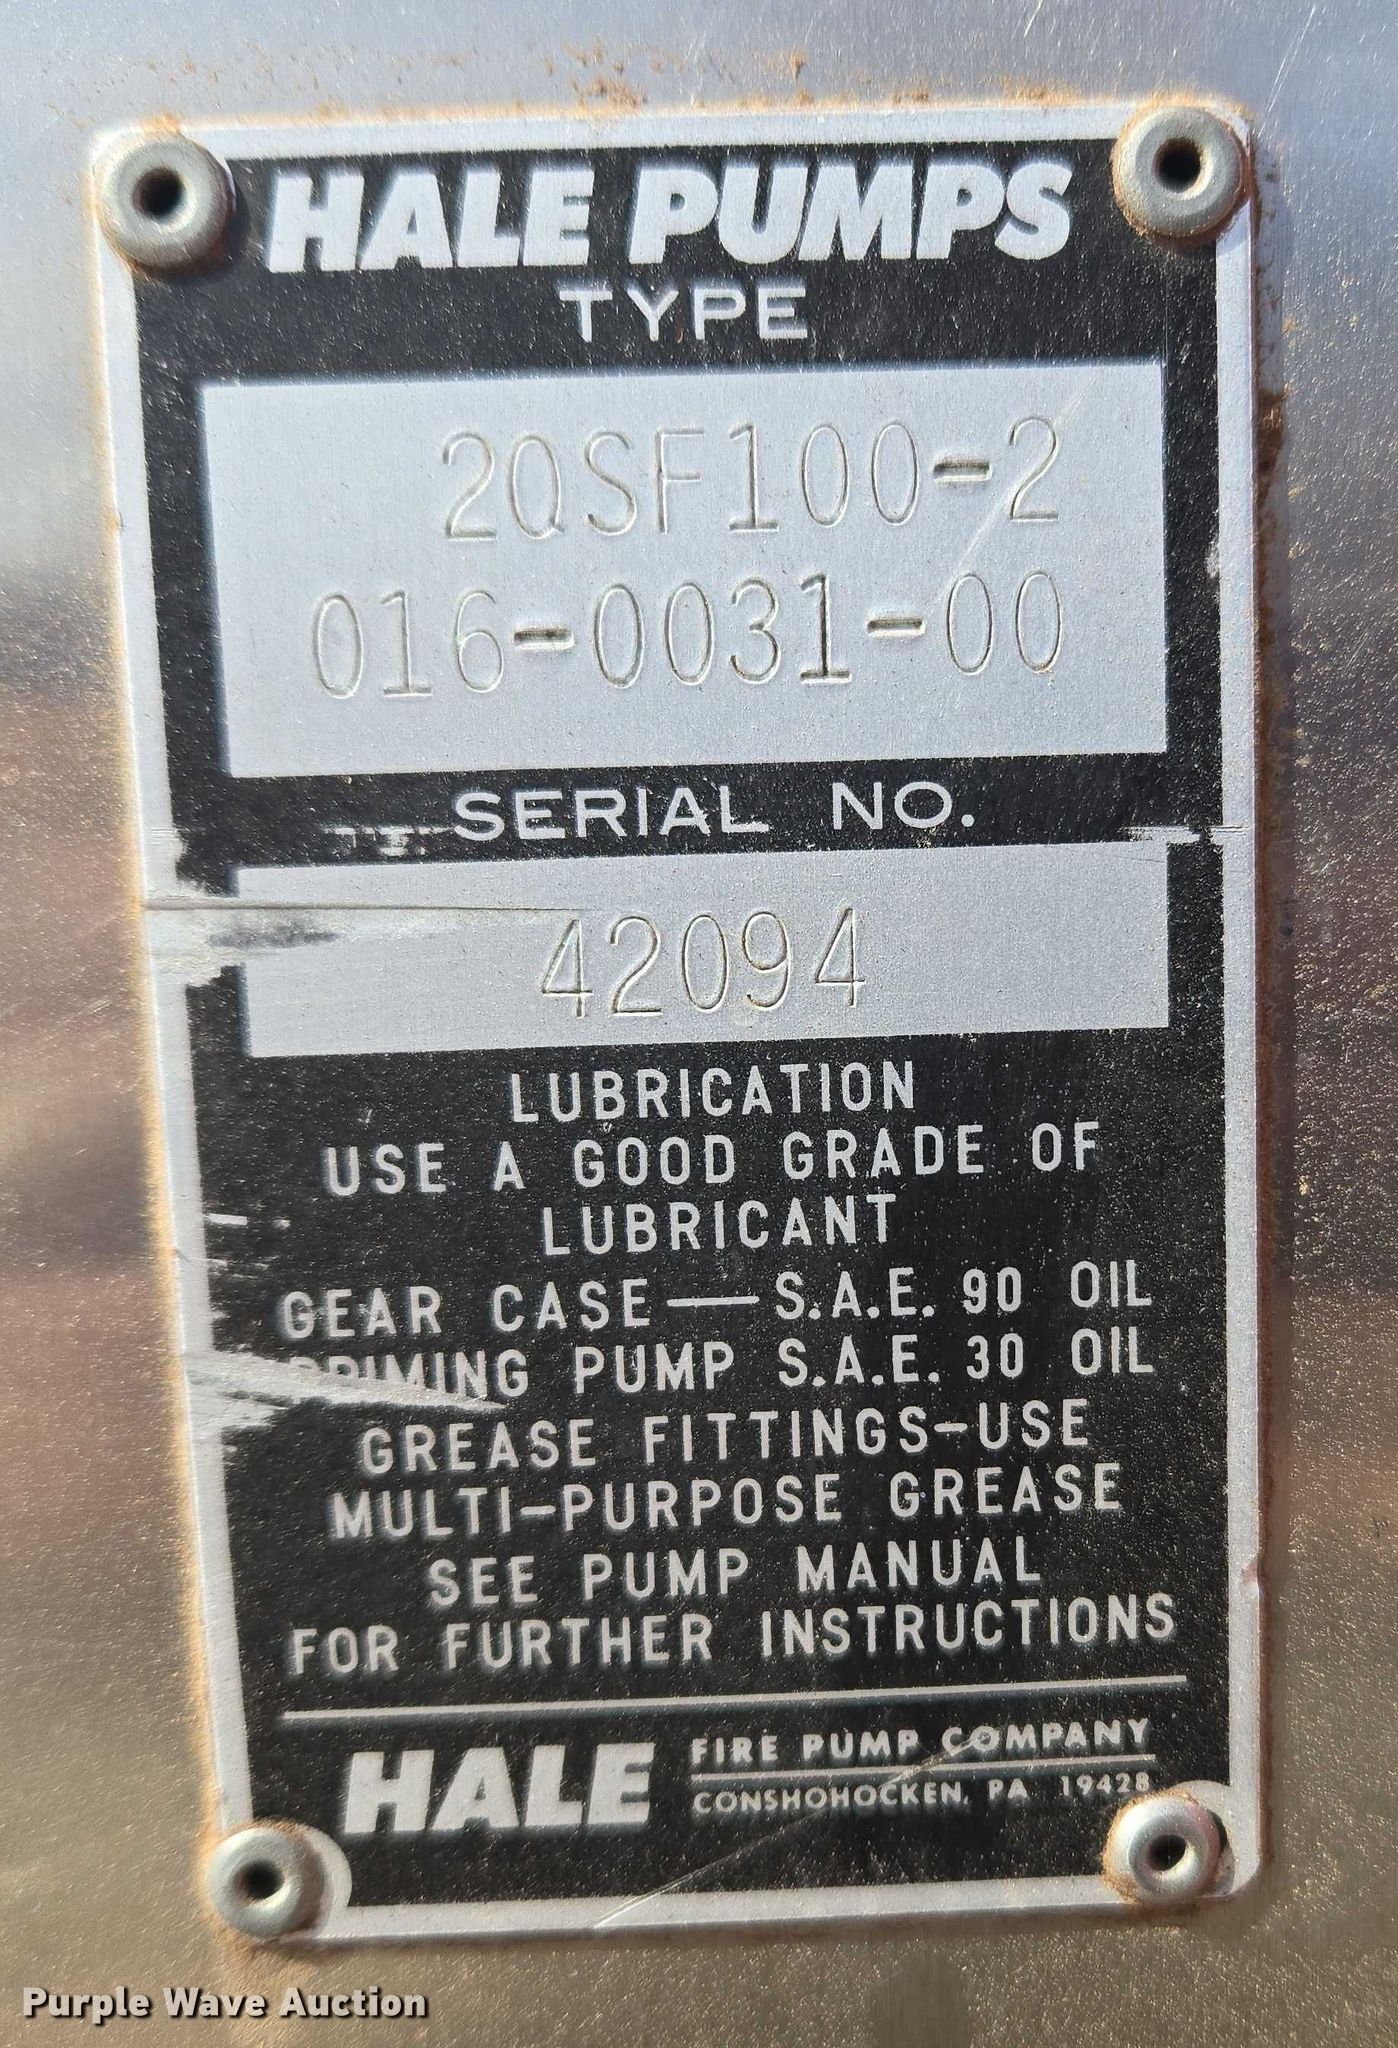 HALE PUMPS
TYPE
2QSF100-2
016-0031-00
SERIAL NO.
42094
LUBRICATION
USE A GOOD GRADE OF
LUBRICANT
GEAR CASE — S.A.E. 90 OIL
PRIMING PUMP S.A.E. 30 OIL
GREASE FITTINGS-USE
MULTI-PURPOSE GREASE
SEE PUMP MANUAL
FOR FURTHER INSTRUCTIONS
HALE FIRE PUMP COMPANY
CONSHOHOCKEN, PA 19428
Purple Wave Auction